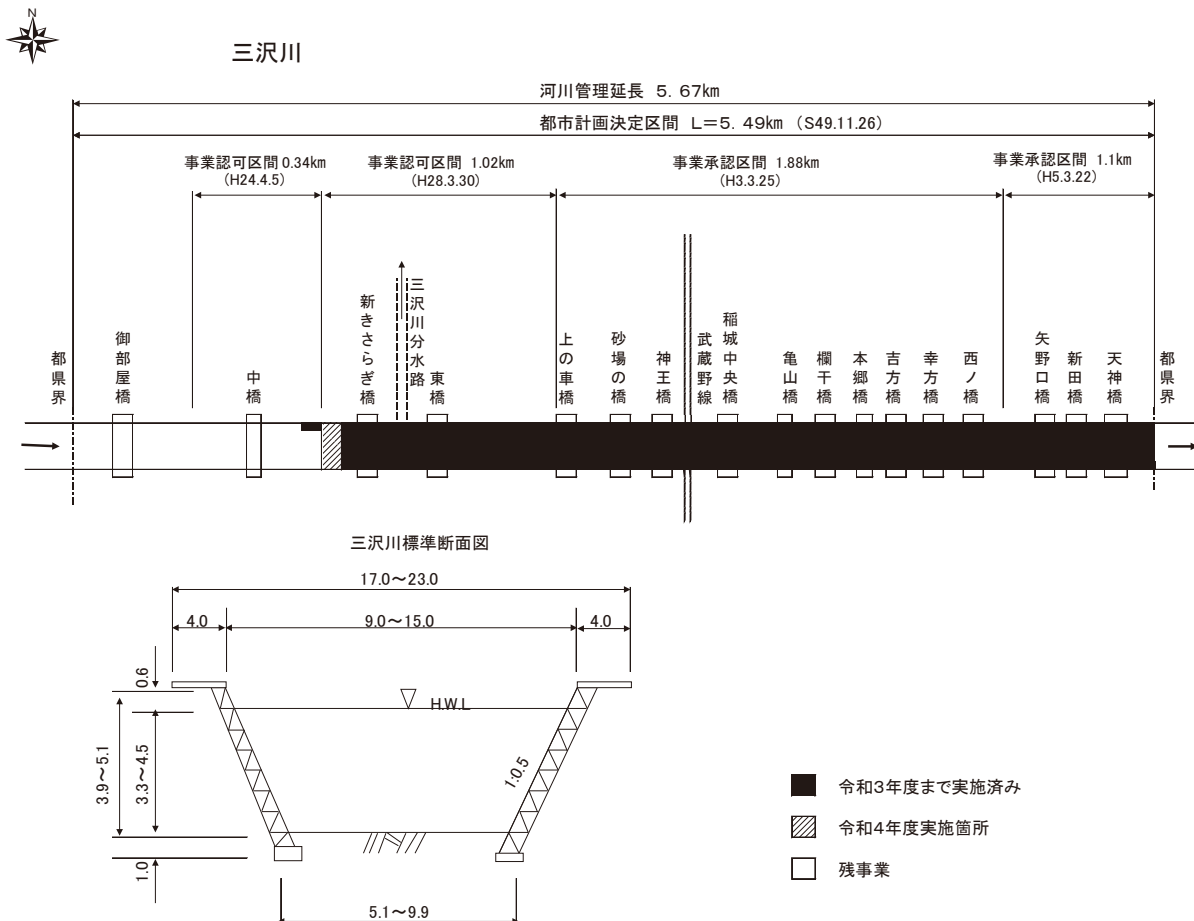 N
三沢川
河川管理延長 5.67km
都市計画決定区間 L=5.49km (S49.11.26)
事業認可区間 0.34km
(H24.4.5)
事業認可区間 1.02km
(H28.3.30)
事業承認区間 1.88km
(H3.3.25)
事業承認区間 1.1km
(H5.3.22)
都県界
御部屋橋
中橋
新きさらぎ橋
三沢川分水路
東橋
上の車橋
砂場の橋
神王橋
武蔵野線
稲城中央橋
亀山橋
欄干橋
本郷橋
吉方橋
幸方橋
西ノ橋
矢野口橋
新田橋
天神橋
都県界
三沢川標準断面図
17.0～23.0
4.0
9.0～15.0
4.0
0.6
H.W.L
3.9～5.1
3.3～4.5
1:0.5
1.0
5.1～9.9
令和3年度まで実施済み
令和4年度実施箇所
残事業